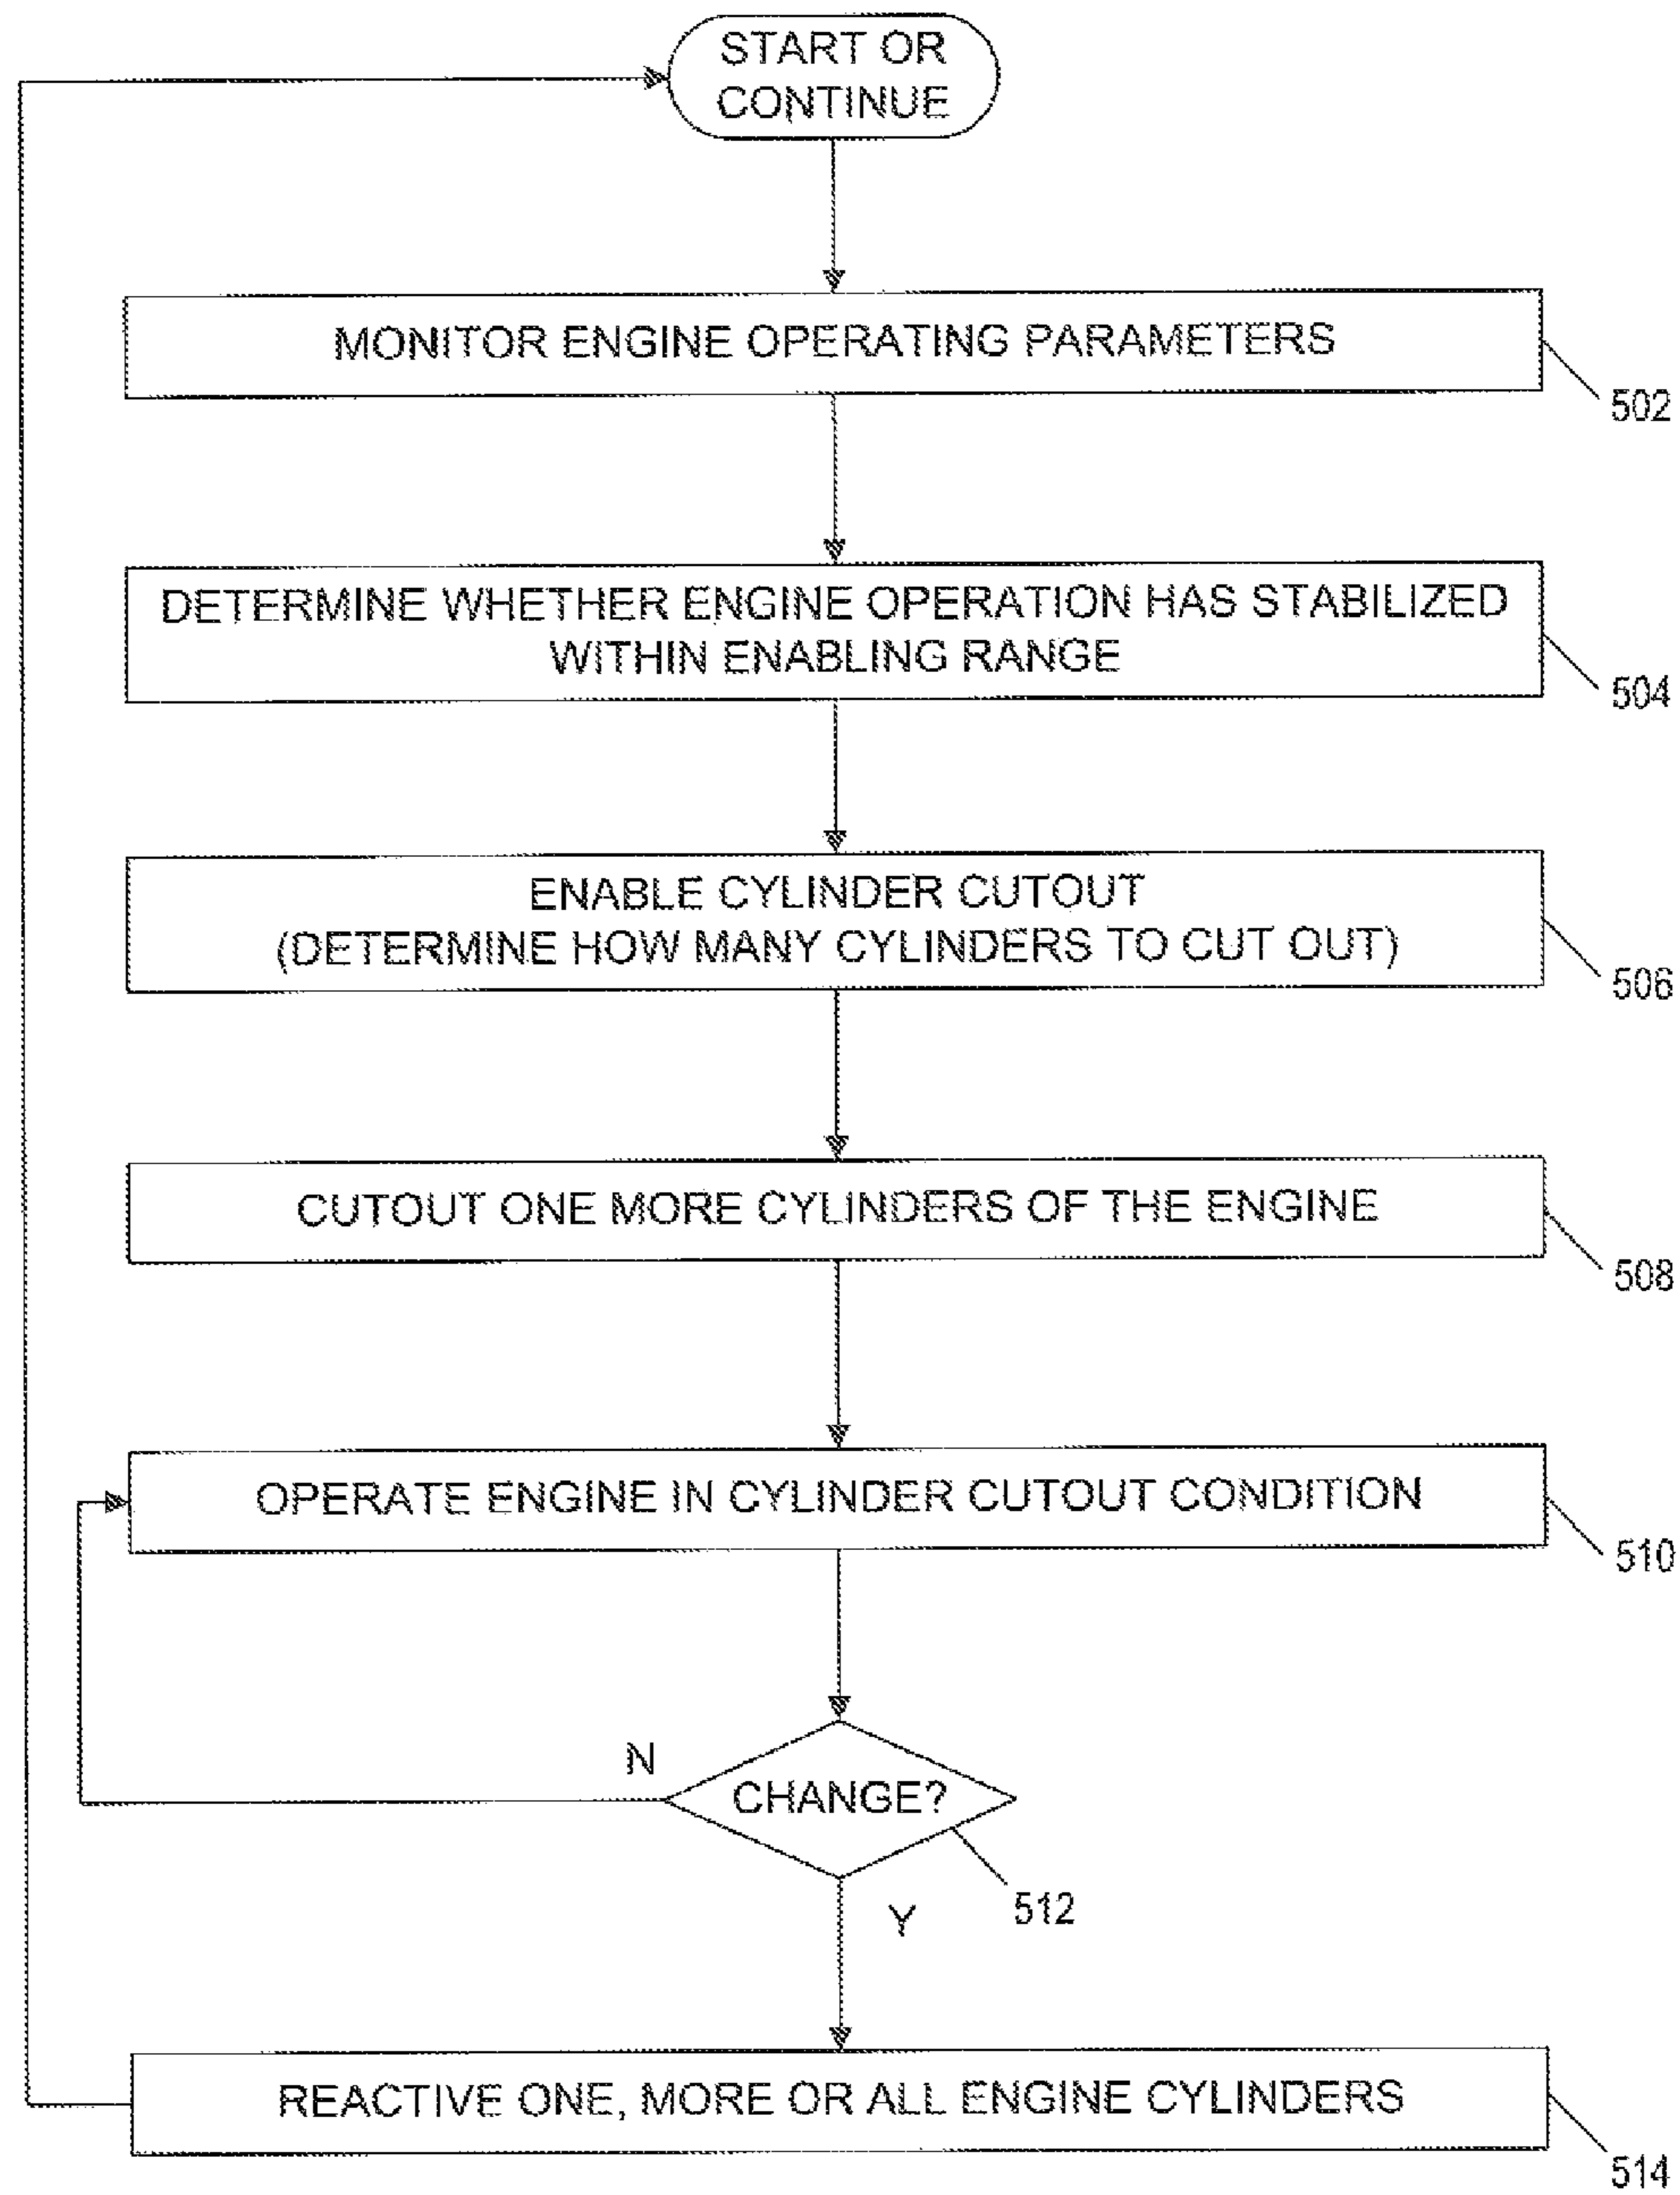 START OR
CONTINUE
MONITOR ENGINE OPERATING PARAMETERS
502
DETERMINE WHETHER ENGINE OPERATION HAS STABILIZED
WITHIN ENABLING RANGE
504
ENABLE CYLINDER CUTOUT
(DETERMINE HOW MANY CYLINDERS TO CUT OUT)
506
CUTOUT ONE MORE CYLINDERS OF THE ENGINE
508
OPERATE ENGINE IN CYLINDER CUTOUT CONDITION
510
N
CHANGE?
512
Y
REACTIVE ONE, MORE OR ALL ENGINE CYLINDERS
514